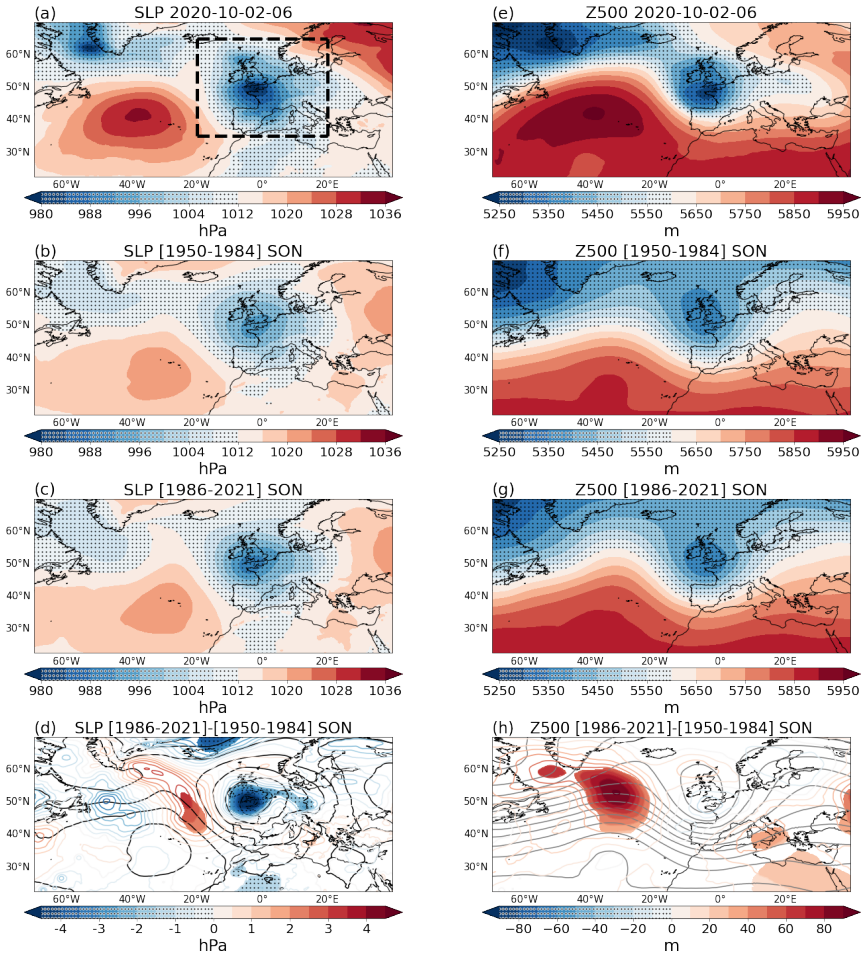 (a) SLP 2020-10-02-06
60°N
50°N
40°N
30°N
60°W 40°W 20°W 0° 20°E
980 988 996 1004 1012 1020 1028 1036
hPa
(e) Z500 2020-10-02-06
60°N
50°N
40°N
30°N
60°W 40°W 20°W 0° 20°E
5250 5350 5450 5550 5650 5750 5850 5950
m
(b) SLP [1950-1984] SON
60°N
50°N
40°N
30°N
60°W 40°W 20°W 0° 20°E
980 988 996 1004 1012 1020 1028 1036
hPa
(f) Z500 [1950-1984] SON
60°N
50°N
40°N
30°N
60°W 40°W 20°W 0° 20°E
5250 5350 5450 5550 5650 5750 5850 5950
m
(c) SLP [1986-2021] SON
60°N
50°N
40°N
30°N
60°W 40°W 20°W 0° 20°E
980 988 996 1004 1012 1020 1028 1036
hPa
(g) Z500 [1986-2021] SON
60°N
50°N
40°N
30°N
60°W 40°W 20°W 0° 20°E
5250 5350 5450 5550 5650 5750 5850 5950
m
(d) SLP [1986-2021]-[1950-1984] SON
60°N
50°N
40°N
30°N
60°W 40°W 20°W 0° 20°E
-4 -3 -2 -1 0 1 2 3 4
hPa
(h) Z500 [1986-2021]-[1950-1984] SON
60°N
50°N
40°N
30°N
60°W 40°W 20°W 0° 20°E
−80 −60 −40 −20 0 20 40 60 80
m